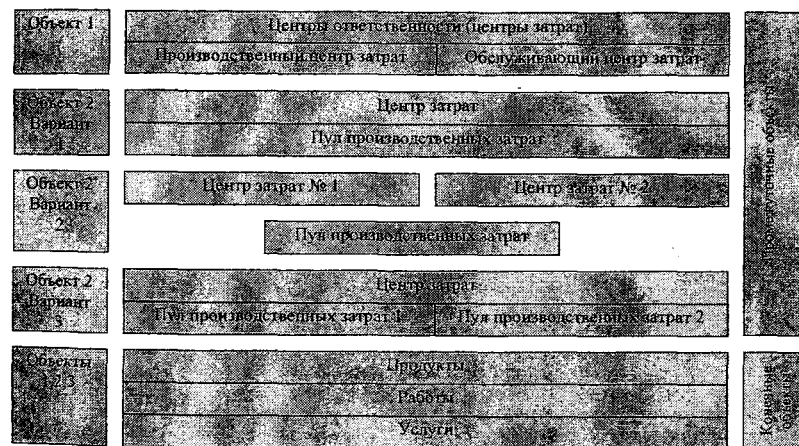 Объект 1
Центры ответственности (центры затрат)
Производственный центр затрат
Обслуживающий центр затрат
Объект 2
Вариант
1
Центр затрат
Пул производственных затрат
Объект 2
Вариант
2
Центр затрат № 1
Центр затрат № 2
Пул производственных затрат
Объект 2
Вариант
3
Центр затрат
Пул производственных затрат 1
Пул производственных затрат 2
Промежуточные объекты
Объекты
Продукты
Работы
Услуги
Конечные
объекты